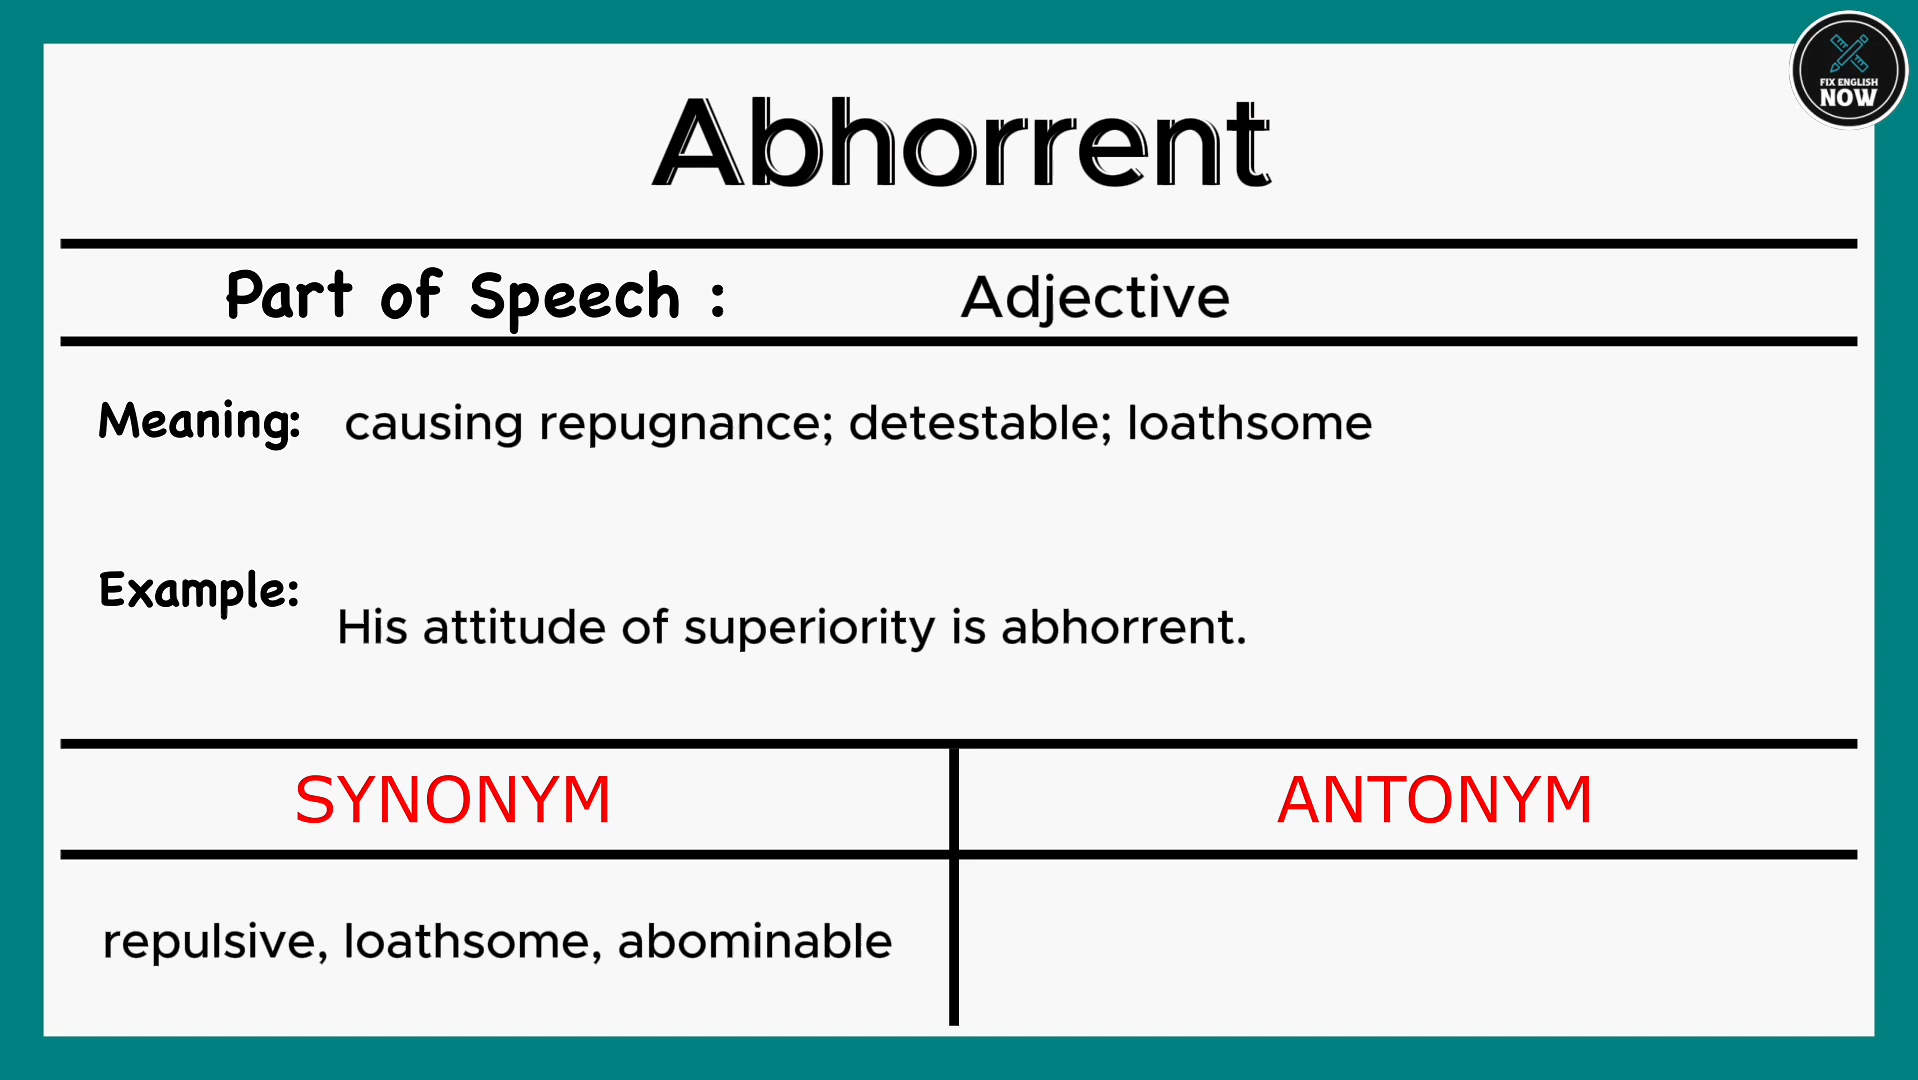 FIX ENGLISH
NOW
Abhorrent
Part of Speech : Adjective
Meaning: causing repugnance; detestable; loathsome
Example:
His attitude of superiority is abhorrent.
SYNONYM ANTONYM
repulsive, loathsome, abominable